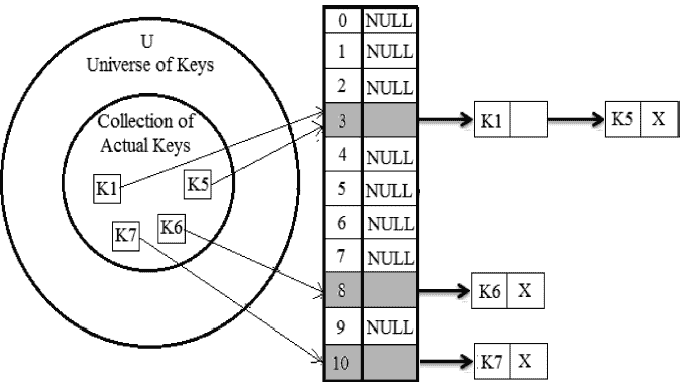 U
Universe of Keys
Collection of
Actual Keys
K1
K5
K7
K6
0 NULL
1 NULL
2 NULL
3
4 NULL
5 NULL
6 NULL
7 NULL
8
9 NULL
10
K1
K5 X
K6 X
K7 X